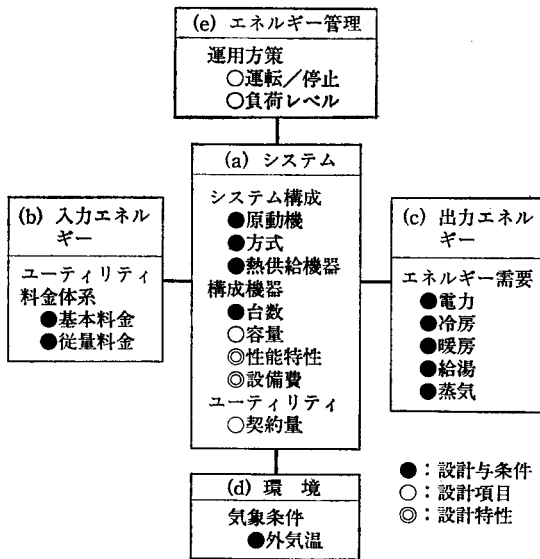 (e) エネルギー管理
運用方策
○運転／停止
○負荷レベル
(a) システム
システム構成
●原動機
●方式
●熱供給機器
構成機器
●台数
○容量
◎性能特性
◎設備費
ユーティリティ
○契約量
(b) 入力エネル
ギー
ユーティリティ
料金体系
●基本料金
●従量料金
(c) 出力エネル
ギー
エネルギー需要
●電力
●冷房
●暖房
●給湯
●蒸気
(d) 環　境
気象条件
●外気温
●：設計与条件
○：設計項目
◎：設計特性